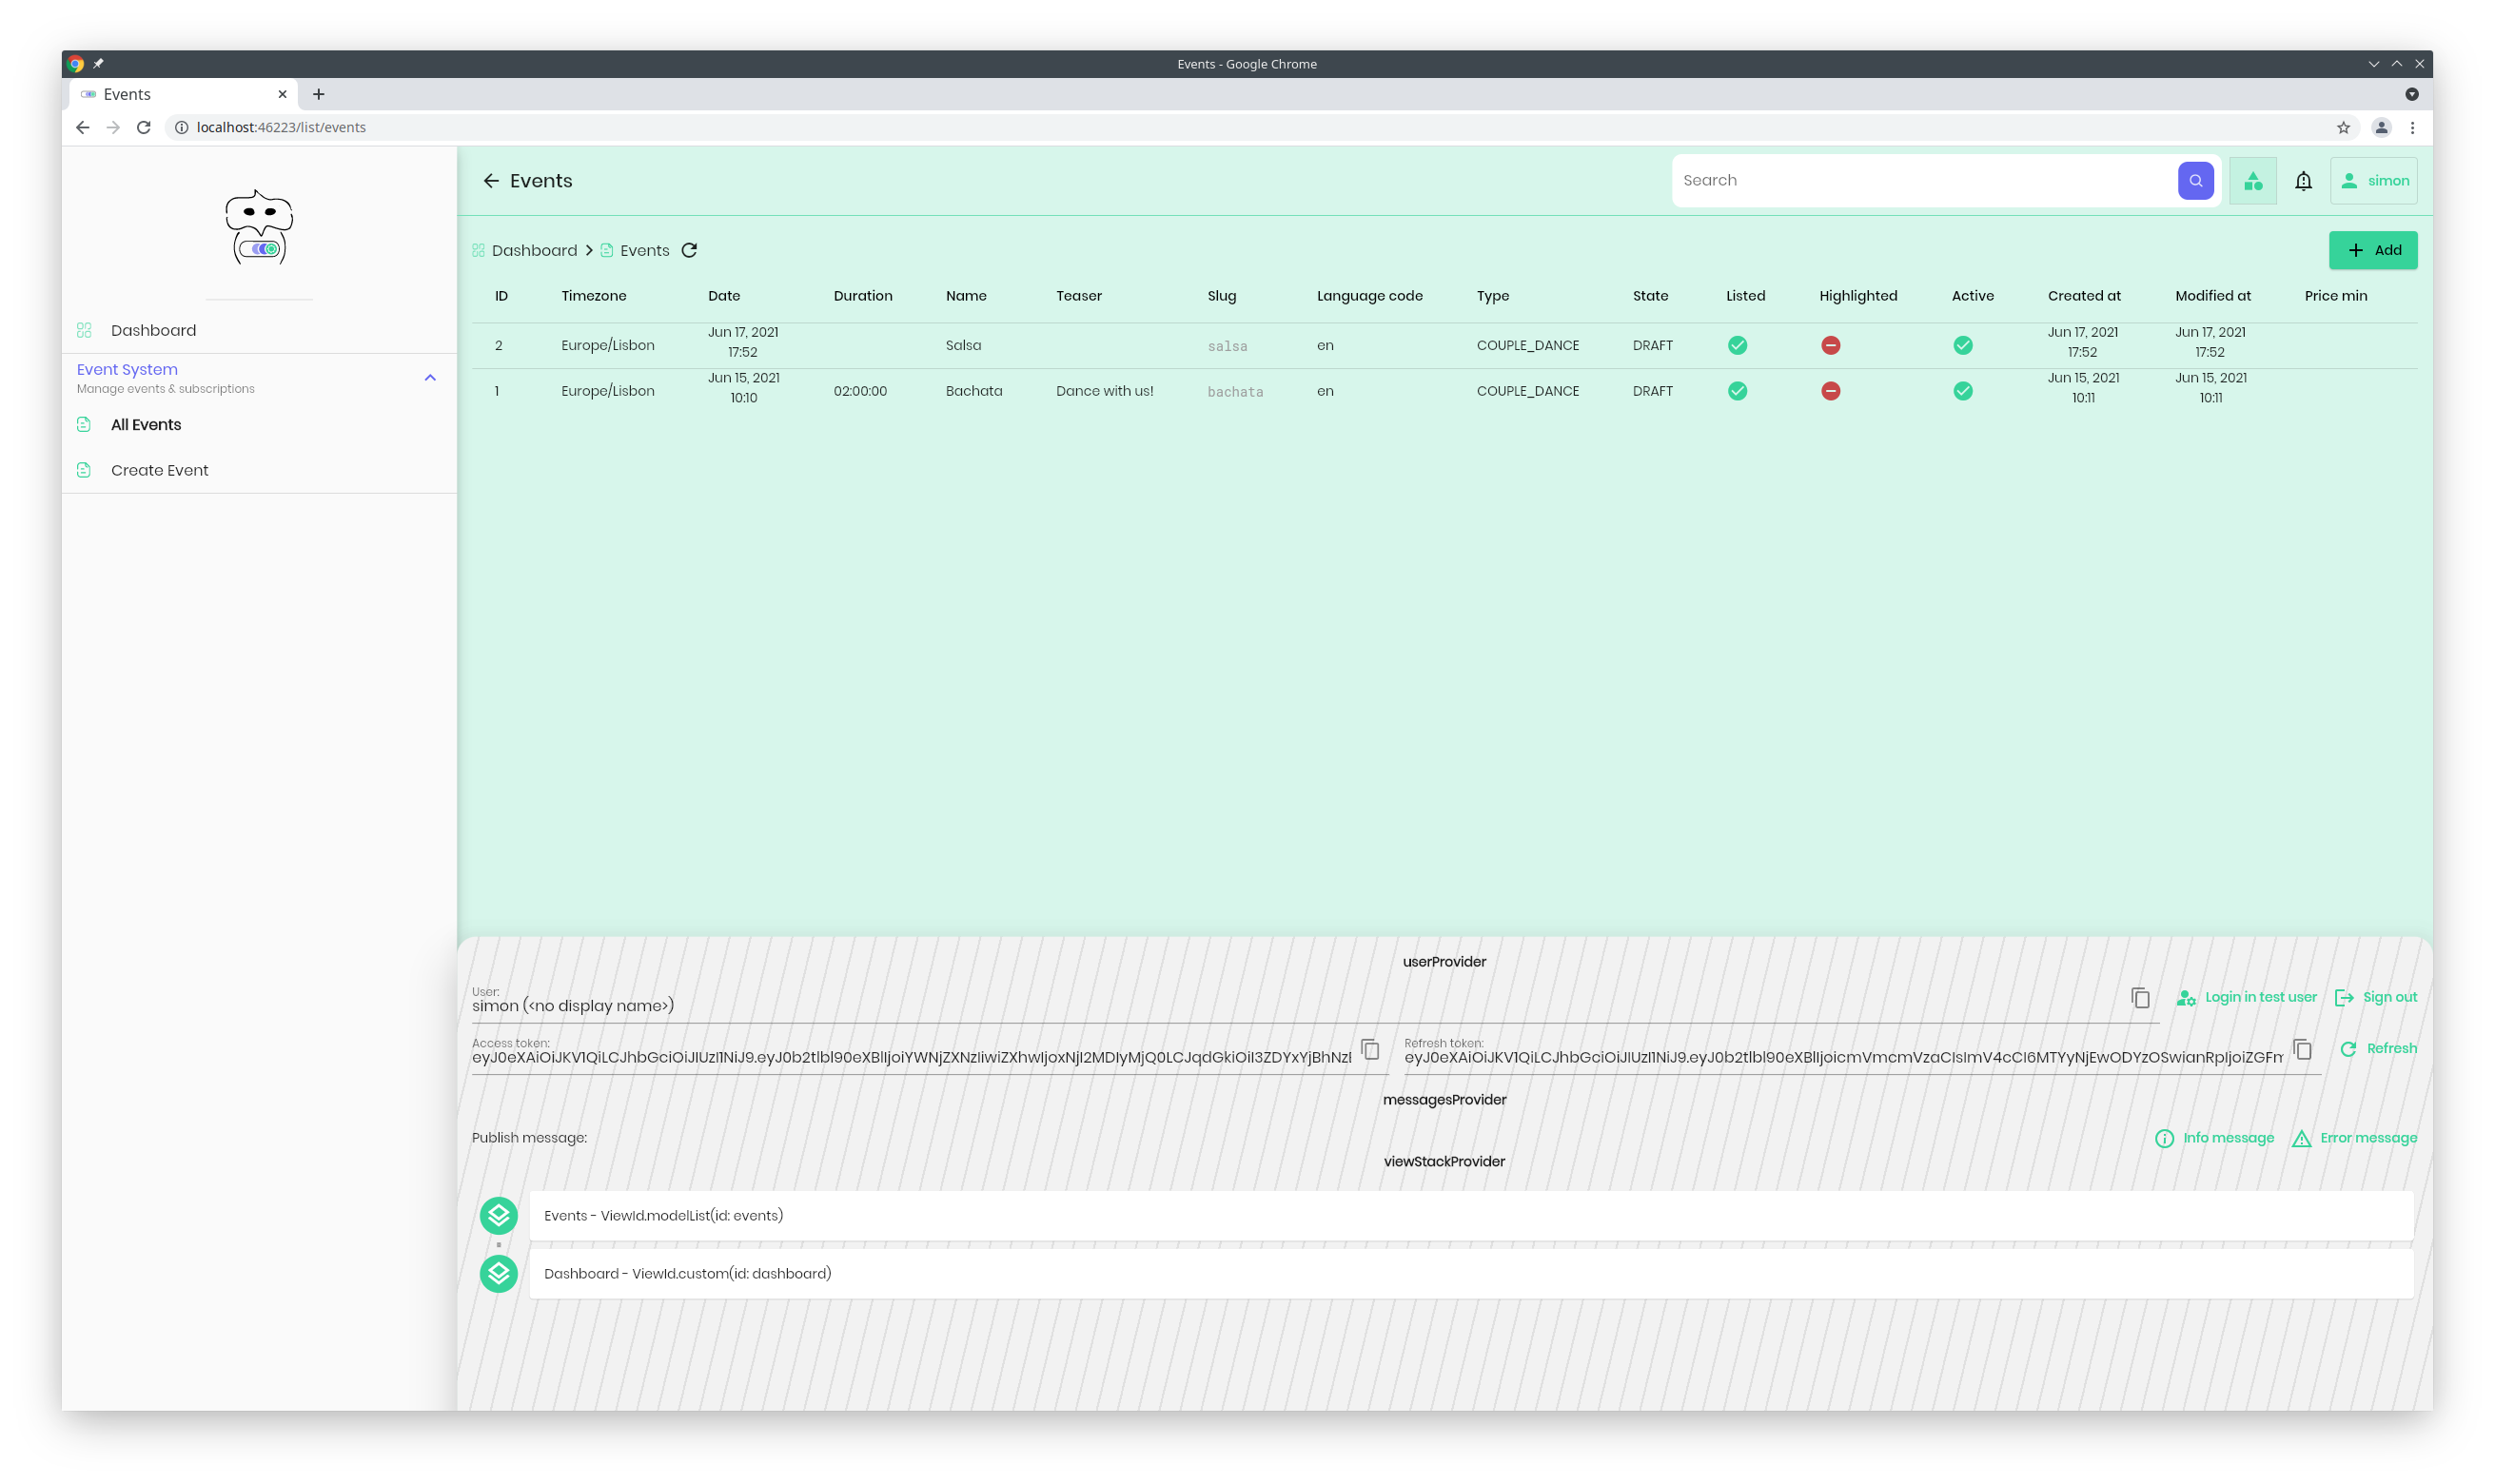 Events - Google Chrome
Events
localhost:46223/list/events
Events
Search
simon
Dashboard
Event System
Manage events & subscriptions
All Events
Create Event
Dashboard > Events
Add
ID Timezone Date Duration Name Teaser Slug Language code Type State Listed Highlighted Active Created at Modified at Price min
2 Europe/Lisbon Jun 17, 2021 17:52 Salsa salsa en COUPLE_DANCE DRAFT Jun 17, 2021 17:52 Jun 17, 2021 17:52
1 Europe/Lisbon Jun 15, 2021 10:10 02:00:00 Bachata Dance with us! bachata en COUPLE_DANCE DRAFT Jun 15, 2021 10:11 Jun 15, 2021 10:11
userProvider
User:
simon (<no display name>)
Login in test user
Sign out
Access token:
Refresh token:
Refresh
messagesProvider
Publish message:
Info message
Error message
viewStackProvider
Events - ViewId.modelList(id: events)
Dashboard - ViewId.custom(id: dashboard)